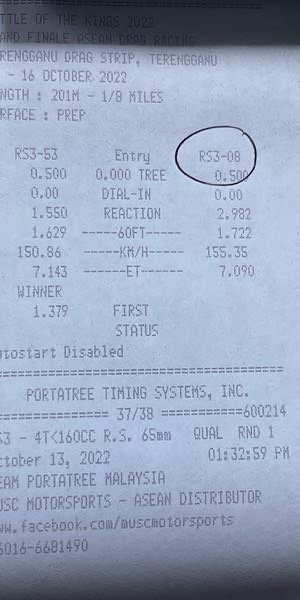 TTLE OF THE KINGS 2022
AND FINALE ASEAN DRAG RACING
RENGGANU DRAG STRIP, TERENGGANU
- 16 OCTOBER 2022
NGTH : 201M - 1/8 MILES
RFACE : PREP
RS3-53 Entry RS3-08
0.500 0.000 TREE 0.500
0.00 DIAL-IN 0.00
1.550 REACTION 2.982
1.629 -----60FT----- 1.722
150.86 -----KM/H----- 155.35
7.143 ------ET------ 7.090
WINNER
1.379 FIRST
STATUS
utostart Disabled
========================================
PORTATREE TIMING SYSTEMS, INC.
============== 37/38 ===========600214
S3 - 4T<160CC R.S. 65mm QUAL RND 1
ctober 13, 2022 01:32:59 PM
EAM PORTATREE MALAYSIA
USC MOTORSPORTS - ASEAN DISTRIBUTOR
ww.facebook.com/muscmotorsports
6016-6681490